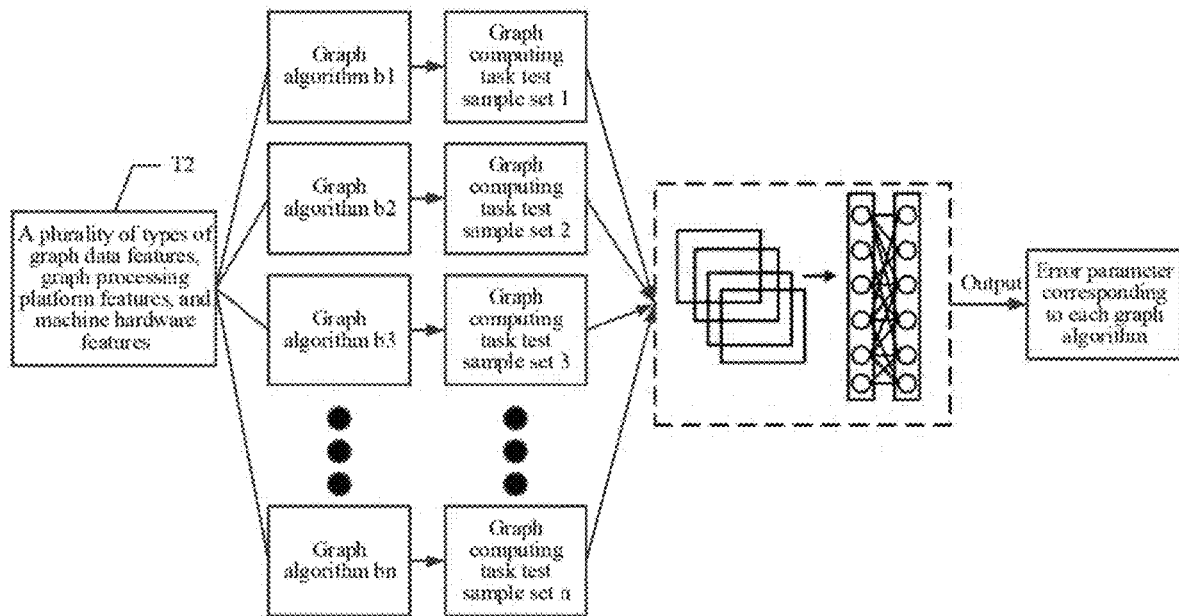 T2
A plurality of types of
graph data features,
graph processing
platform features, and
machine hardware
features
Graph
algorithm b1
Graph
computing
task test
sample set 1
Graph
algorithm b2
Graph
computing
task test
sample set 2
Graph
algorithm b3
Graph
computing
task test
sample set 3
Graph
algorithm bn
Graph
computing
task test
sample set n
Output
Error parameter
corresponding
to each graph
algorithm